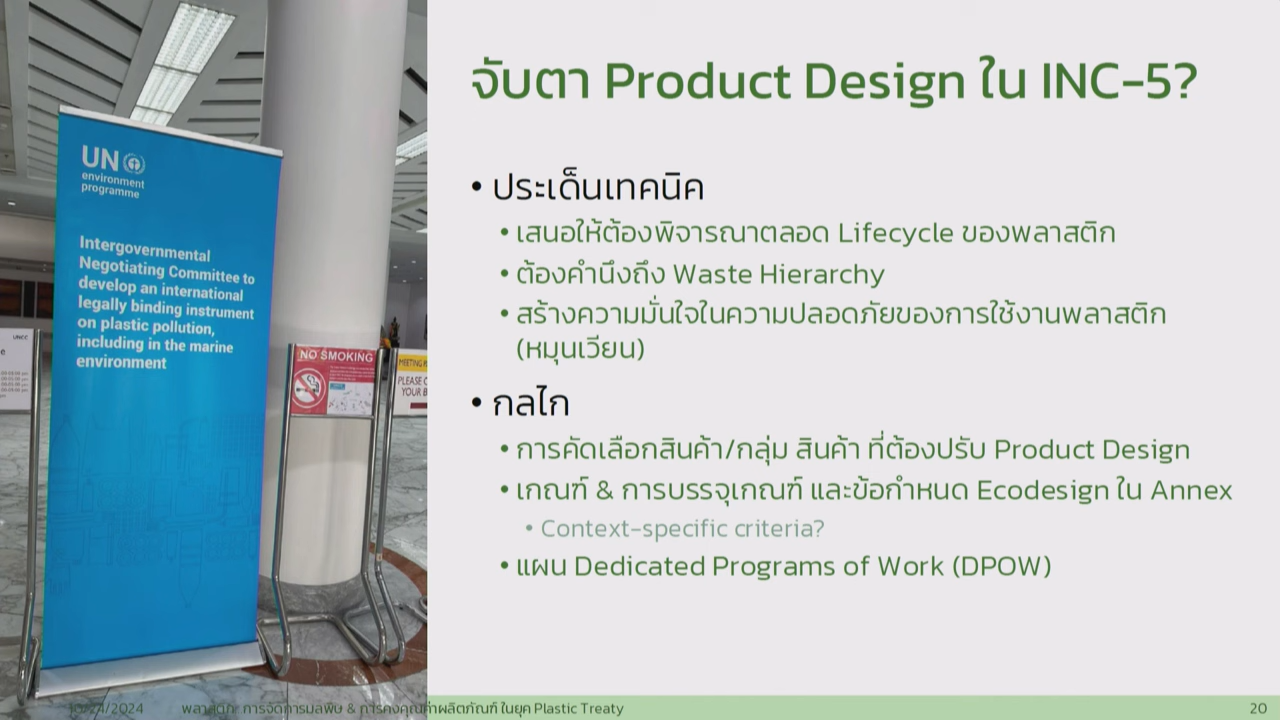 จับตา Product Design ใน INC-5?
• ประเด็นเทคนิค
• เสนอให้ต้องพิจารณาตลอด Lifecycle ของพลาสติก
• ต้องคำนึงถึง Waste Hierarchy
• สร้างความมั่นใจในความปลอดภัยของการใช้งานพลาสติก
(หมุนเวียน)
• กลไก
• การคัดเลือกสินค้า/กลุ่ม สินค้า ที่ต้องปรับ Product Design
• เกณฑ์ & การบรรจุเกณฑ์ และข้อกำหนด Ecodesign ใน Annex
• Context-specific criteria?
• แผน Dedicated Programs of Work (DPOW)
UN
environment
programme
Intergovernmental
Negotiating Committee to
develop an international
legally binding instrument
on plastic pollution,
including in the marine
environment
NO SMOKING
MEETING
PLEASE
YOUR
UNCC
10/24/2024
พลาสติก: การจัดการมลพิษ & การคงคุณค่าผลิตภัณฑ์ ในยุค Plastic Treaty
20